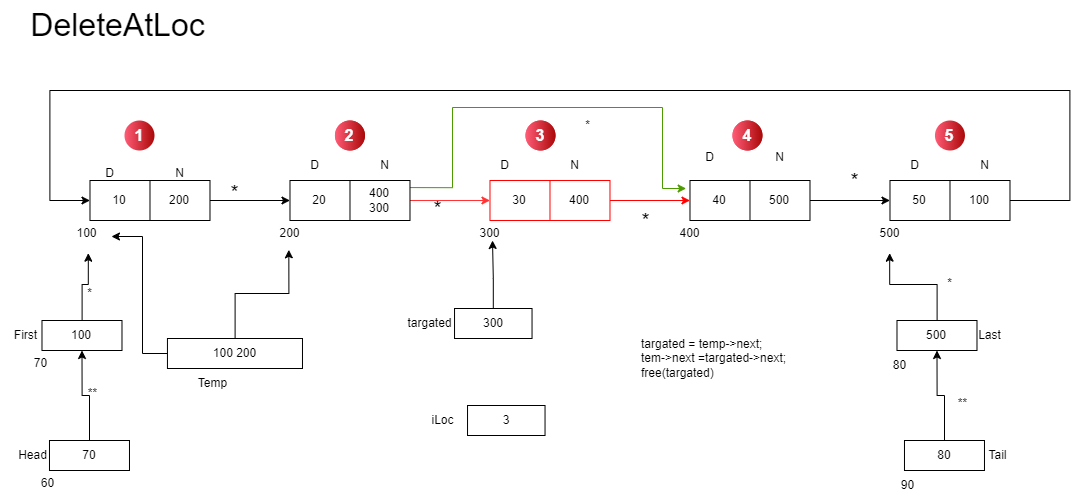 DeleteAtLoc
1
2
3
*
4
5
D N
D N
D N
D N
D N
10 200
*
20 400
300
*
30 400
*
40 500
*
50 100
100
200
300
400
500
*
*
First 100
70
100 200
Temp
targated 300
targated = temp->next;
tem->next =targated->next;
free(targated)
500 Last
80
**
**
iLoc 3
Head 70
60
80 Tail
90